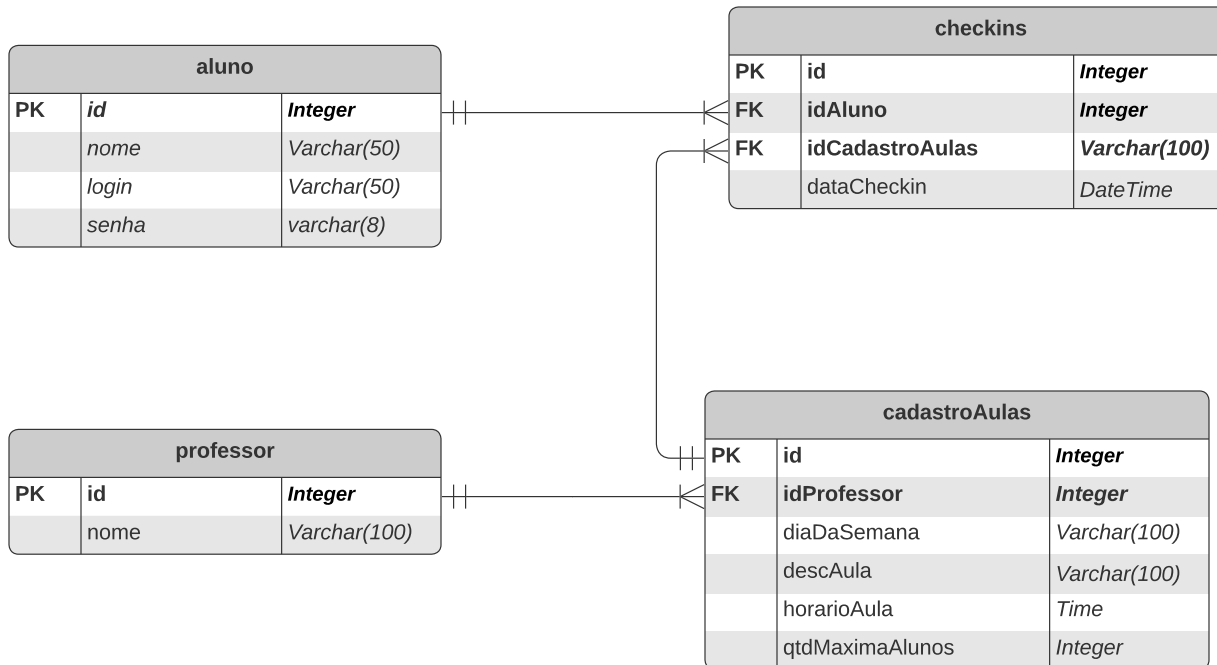 aluno
PK id Integer
nome Varchar(50)
login Varchar(50)
senha varchar(8)
checkins
PK id Integer
FK idAluno Integer
FK idCadastroAulas Varchar(100)
dataCheckin DateTime
professor
PK id Integer
nome Varchar(100)
cadastroAulas
PK id Integer
FK idProfessor Integer
diaDaSemana Varchar(100)
descAula Varchar(100)
horarioAula Time
qtdMaximaAlunos Integer